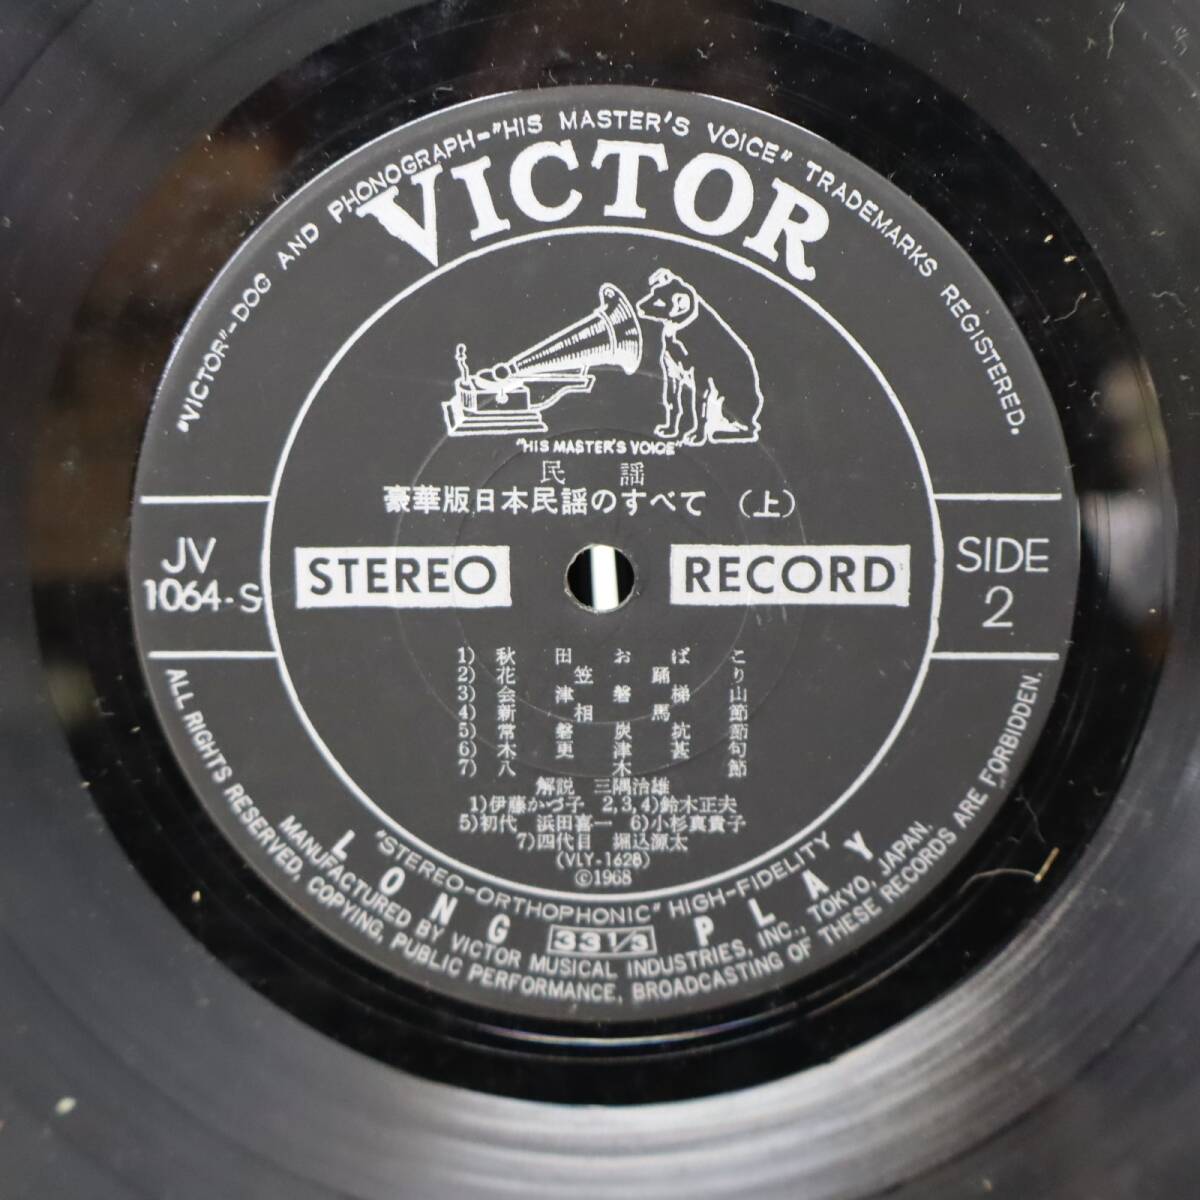 "VICTOR"-DOG AND PHONOGRAPH-"HIS MASTER'S VOICE" TRADEMARKS REGISTERED.
VICTOR
"HIS MASTER'S VOICE"
民謡
豪華版日本民謡のすべて (上)
JV
1064-S
STEREO
RECORD
SIDE
2
1) 秋田おばこ
2) 花笠踊り
3) 会津磐梯山
4) 新相馬節
5) 常磐炭坑節
6) 木更津甚句
7) 八木節
解説 三隅治雄
1)伊藤かづ子 2,3,4)鈴木正夫
5)初代 浜田喜一 6)小杉真貴子
7)四代目 堀込源太
(VLY-1628)
©1968
"STEREO-ORTHOPHONIC" HIGH-FIDELITY
LONG 33 1/3 PLAY
MANUFACTURED BY VICTOR MUSICAL INDUSTRIES, INC., TOKYO, JAPAN.
ALL RIGHTS RESERVED, COPYING, PUBLIC PERFORMANCE, BROADCASTING OF THESE RECORDS ARE FORBIDDEN.